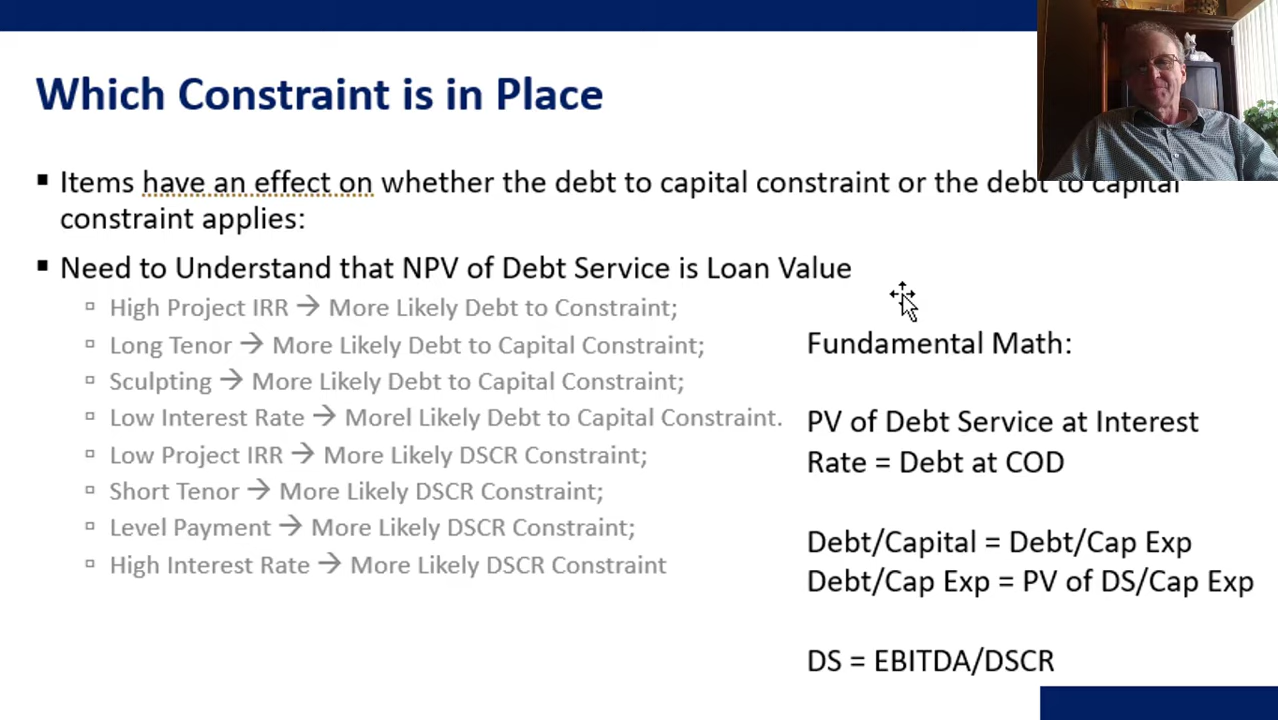 Which Constraint is in Place
▪ Items have an effect on whether the debt to capital constraint or the debt to capital
constraint applies:
▪ Need to Understand that NPV of Debt Service is Loan Value
▫ High Project IRR → More Likely Debt to Constraint;
▫ Long Tenor → More Likely Debt to Capital Constraint;
▫ Sculpting → More Likely Debt to Capital Constraint;
▫ Low Interest Rate → Morel Likely Debt to Capital Constraint.
▫ Low Project IRR → More Likely DSCR Constraint;
▫ Short Tenor → More Likely DSCR Constraint;
▫ Level Payment → More Likely DSCR Constraint;
▫ High Interest Rate → More Likely DSCR Constraint
Fundamental Math:
PV of Debt Service at Interest
Rate = Debt at COD
Debt/Capital = Debt/Cap Exp
Debt/Cap Exp = PV of DS/Cap Exp
DS = EBITDA/DSCR